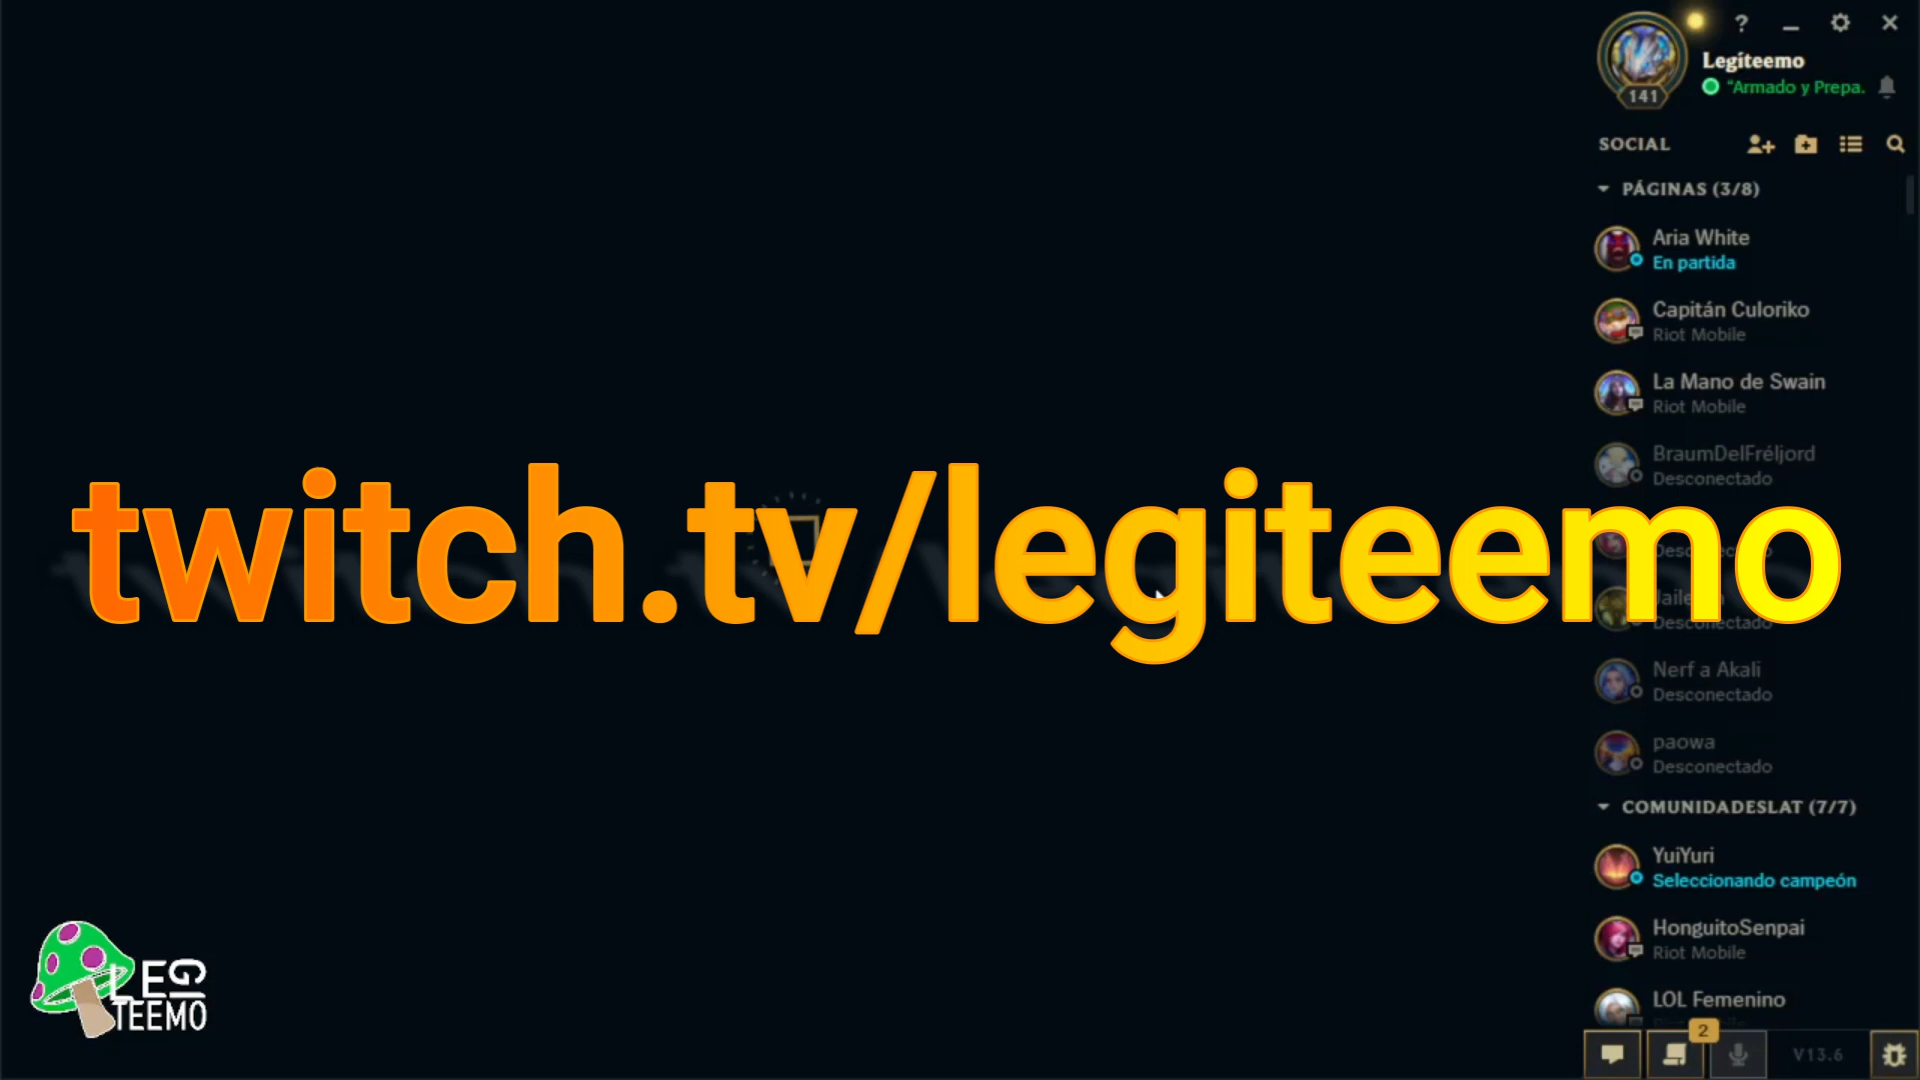 ?
Legíteemo
141
"Armado y Prepa.
SOCIAL
PÁGINAS (3/8)
Aria White
En partida
Capitán Culoriko
Riot Mobile
La Mano de Swain
Riot Mobile
BraumDelFréljord
Desconectado
twitch.tv/legiteemo
Desconectado
Nerf a Akali
Desconectado
paowa
Desconectado
COMUNIDADESLAT (7/7)
YuiYuri
Seleccionando campeón
HonguitoSenpai
Riot Mobile
LOL Femenino
LEGI
TEEMO
2
V13.6